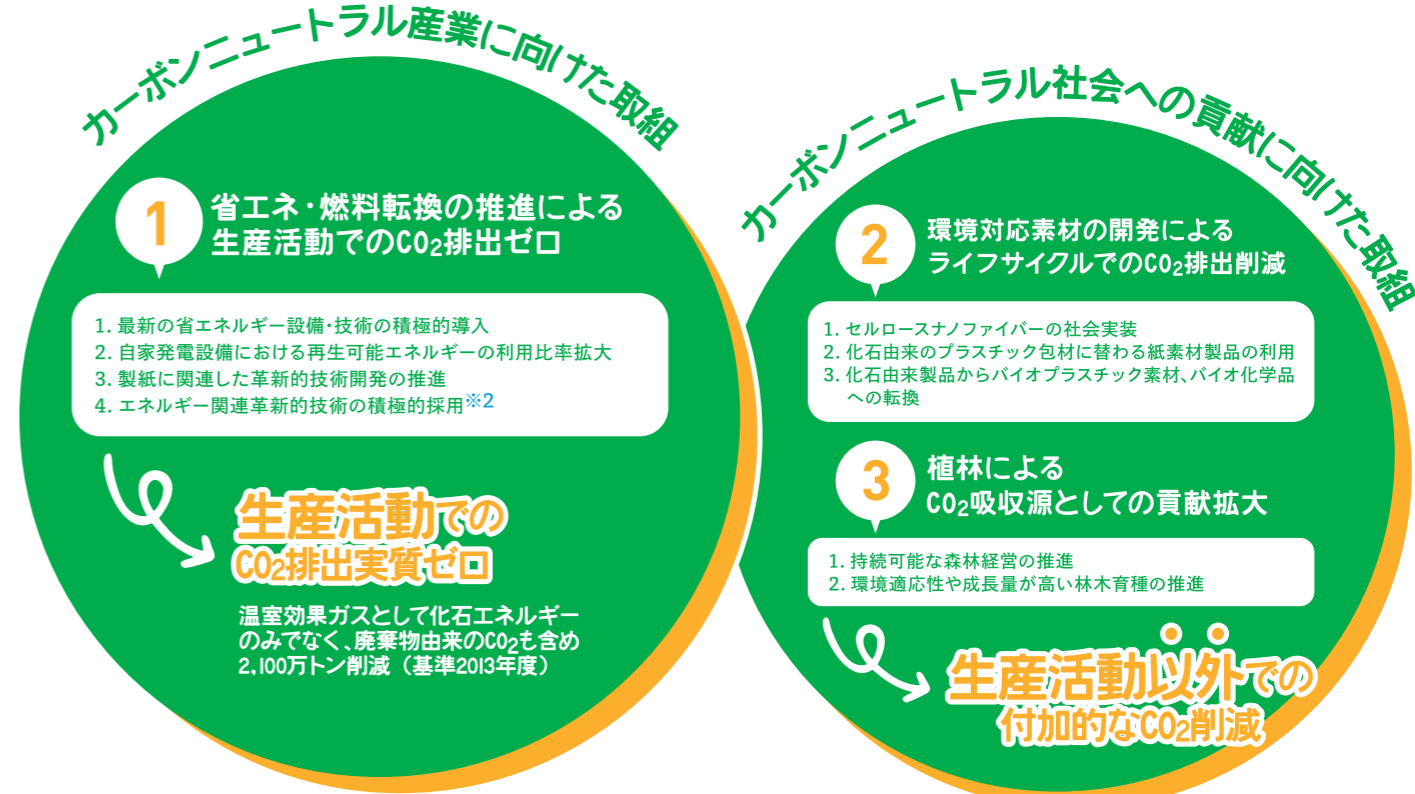 カーボンニュートラル産業に向けた取組
1
省エネ・燃料転換の推進による
生産活動でのCO₂排出ゼロ
1. 最新の省エネルギー設備・技術の積極的導入
2. 自家発電設備における再生可能エネルギーの利用比率拡大
3. 製紙に関連した革新的技術開発の推進
4. エネルギー関連革新的技術の積極的採用※2
生産活動での
CO₂排出実質ゼロ
温室効果ガスとして化石エネルギー
のみでなく、廃棄物由来のCO₂も含め
2,100万トン削減（基準2013年度）
カーボンニュートラル社会への貢献に向けた取組
2
環境対応素材の開発による
ライフサイクルでのCO₂排出削減
1. セルロースナノファイバーの社会実装
2. 化石由来のプラスチック包材に替わる紙素材製品の利用
3. 化石由来製品からバイオプラスチック素材、バイオ化学品
への転換
3
植林による
CO₂吸収源としての貢献拡大
1. 持続可能な森林経営の推進
2. 環境適応性や成長量が高い林木育種の推進
生産活動以外での
付加的なCO₂削減